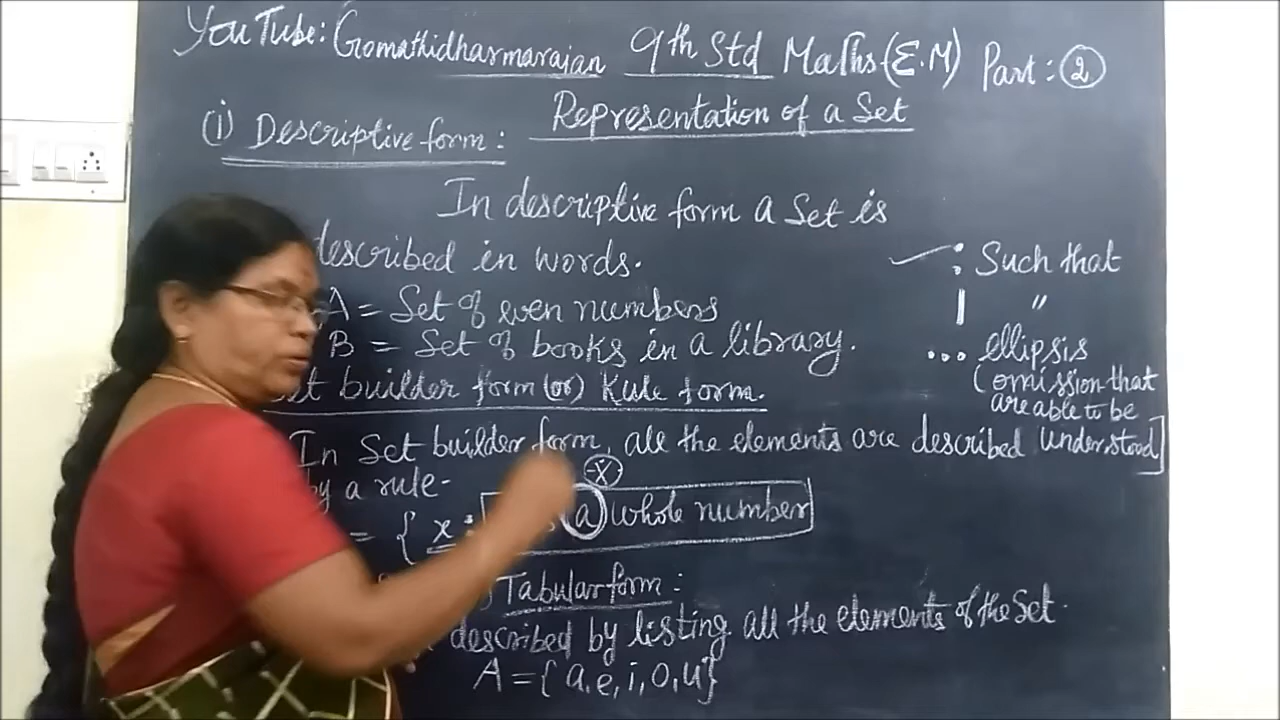 YouTube: Gomathidharmarajan 9th Std Maths (E.M) Part: 2
Representation of a Set
(i) Descriptive form:
In descriptive form a Set is
described in words.
A = Set of even numbers
B = Set of books in a library.
builder form (or) Rule form.
In Set builder form, all the elements are described
by a rule-
= { x : a whole number
-x
Tabular form:
described by listing all the elements of the Set.
A = {a, e, i, o, u}
: Such that
| "
... ellipsis
(omission that
are able to be
understood]